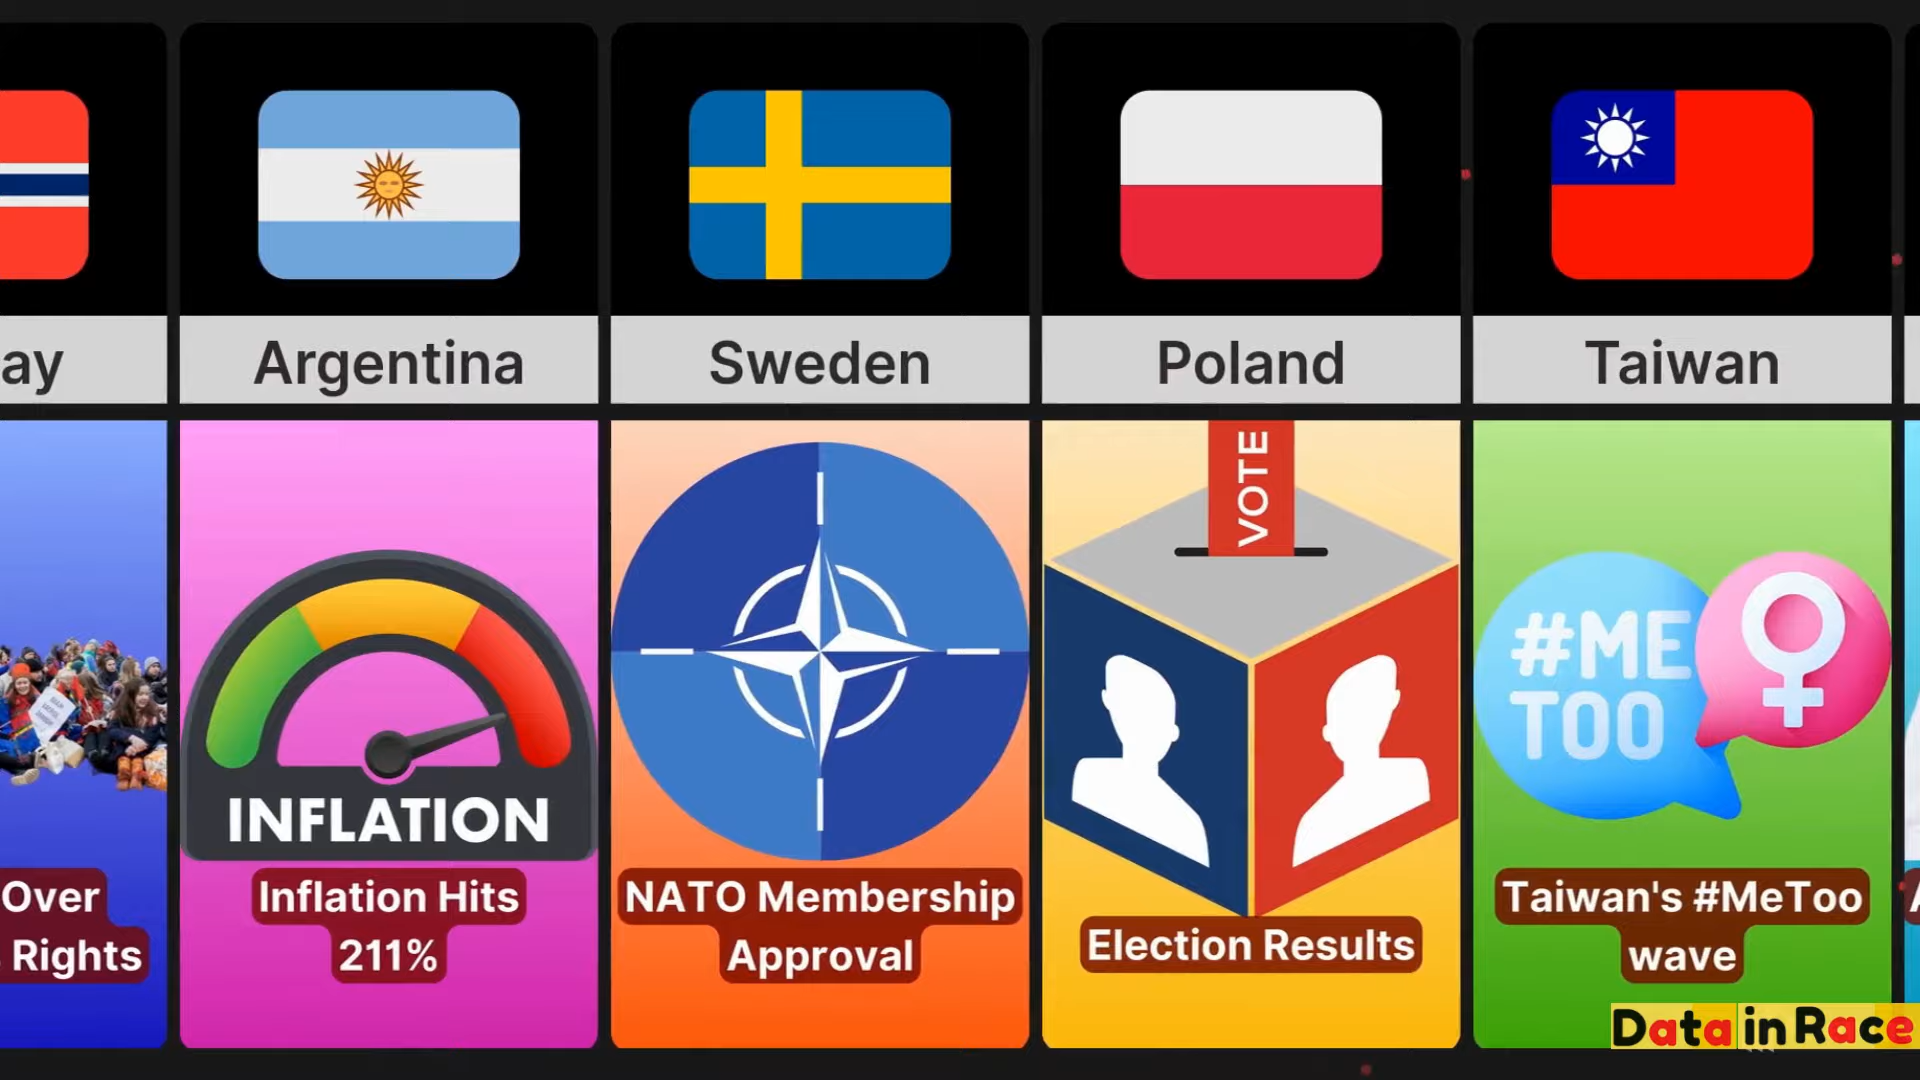 ay
Argentina
Sweden
Poland
Taiwan
VOTE
#ME
TOO
INFLATION
Over
Rights
Inflation Hits
211%
NATO Membership
Approval
Election Results
Taiwan's #MeToo
wave
Data in Race